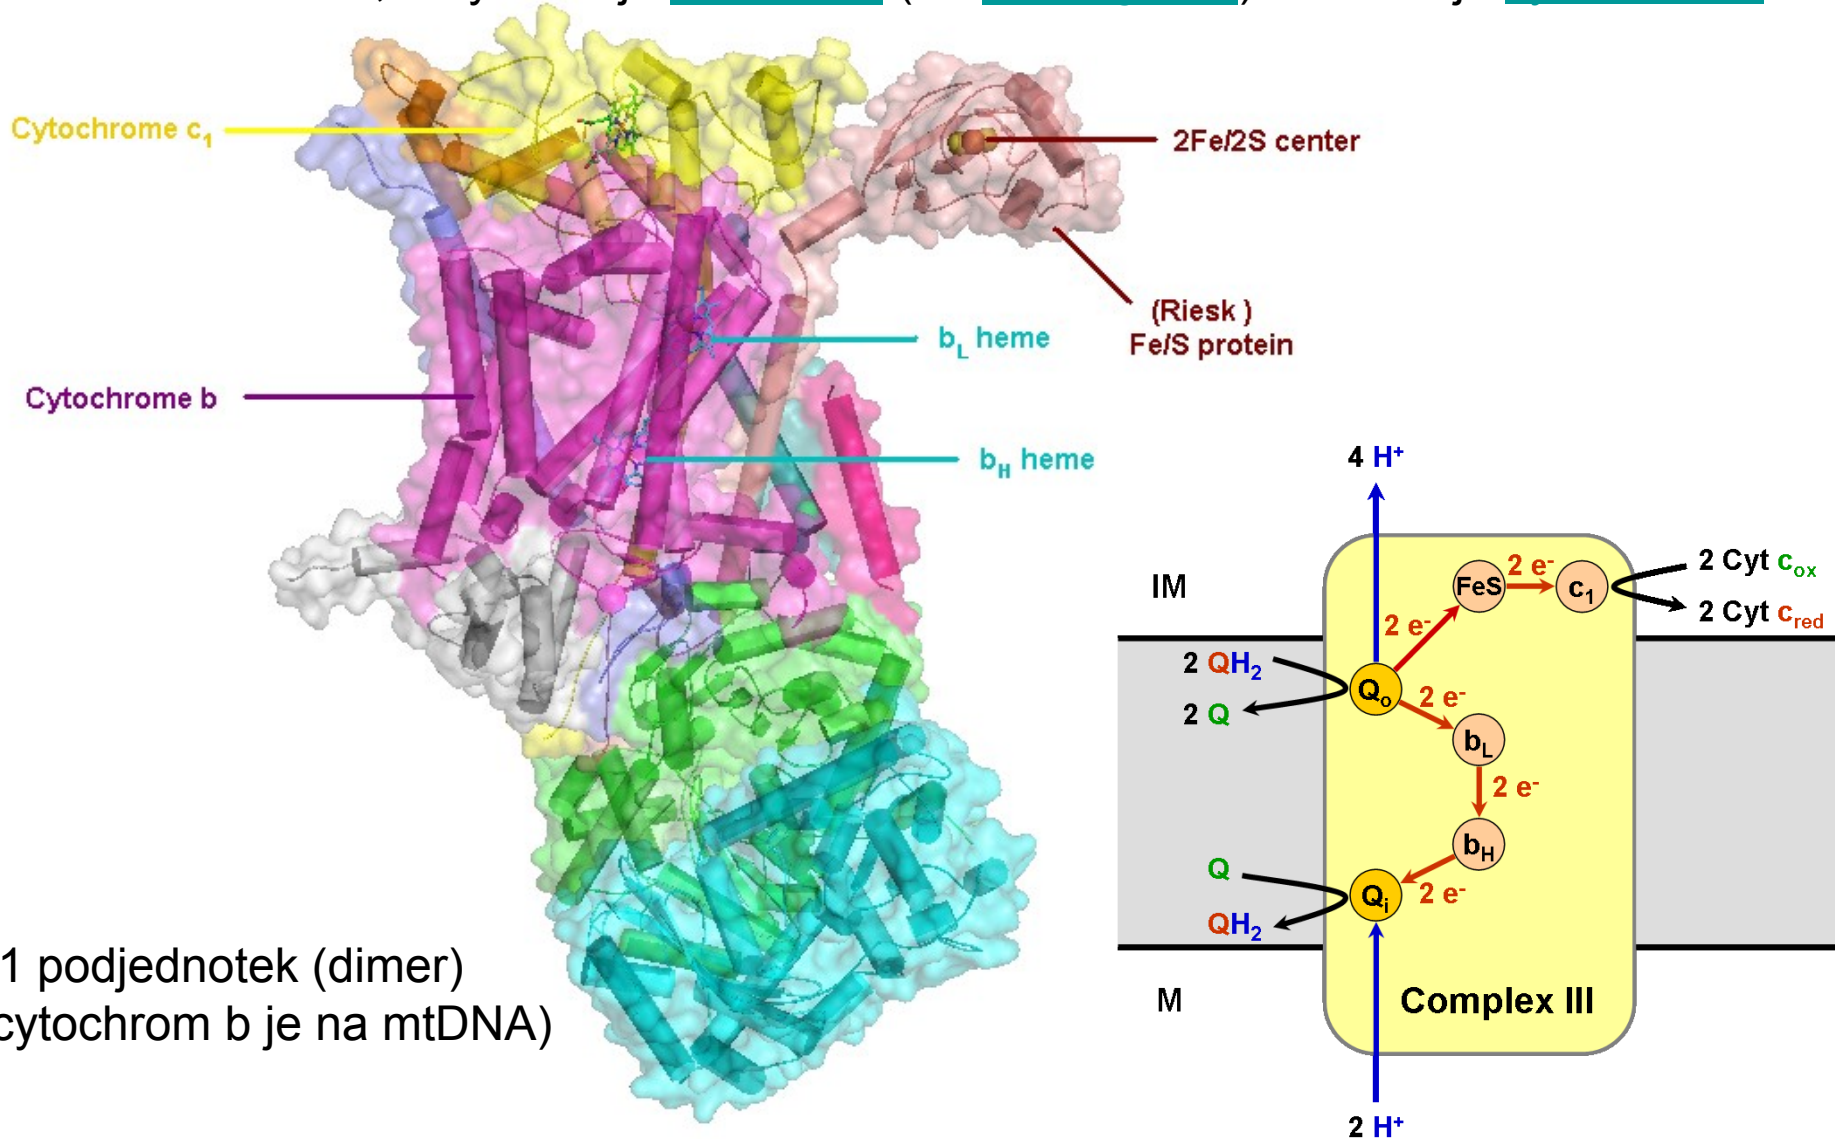 Cytochrome c1
2Fe/2S center
(Riesk )
Fe/S protein
bL heme
Cytochrome b
bH heme
4 H+
IM
FeS
2 e-
c1
2 Cyt cox
2 Cyt cred
2 e-
2 QH2
Qo
2 e-
2 Q
bL
2 e-
bH
Q
Qi
2 e-
QH2
M
Complex III
2 H+
1 podjednotek (dimer)
cytochrom b je na mtDNA)